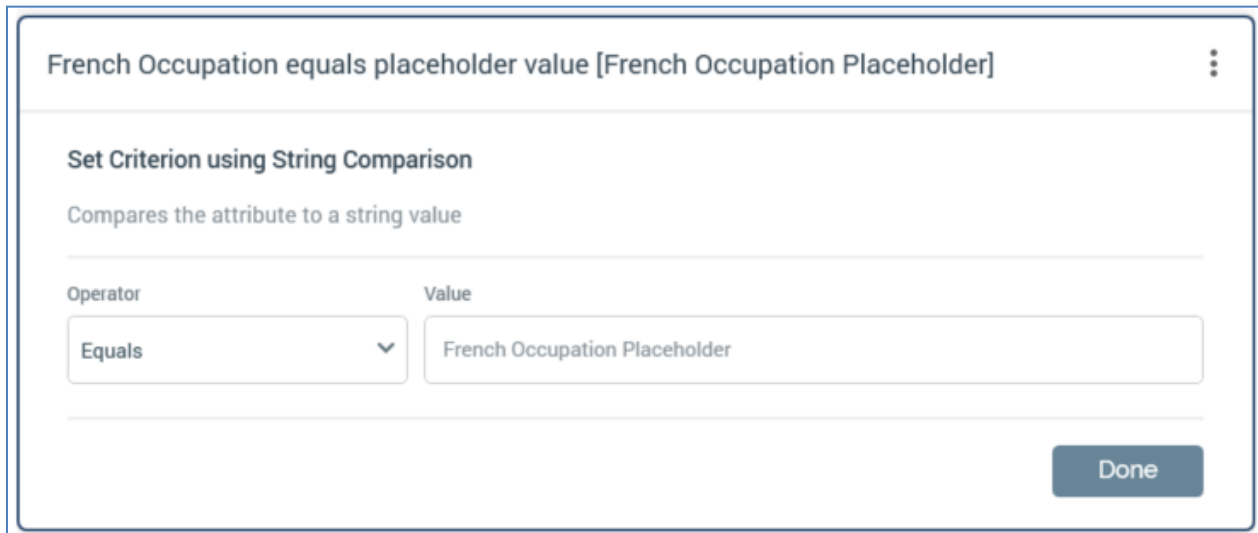 French Occupation equals placeholder value [French Occupation Placeholder]
Set Criterion using String Comparison
Compares the attribute to a string value
Operator Value
Equals French Occupation Placeholder
Done